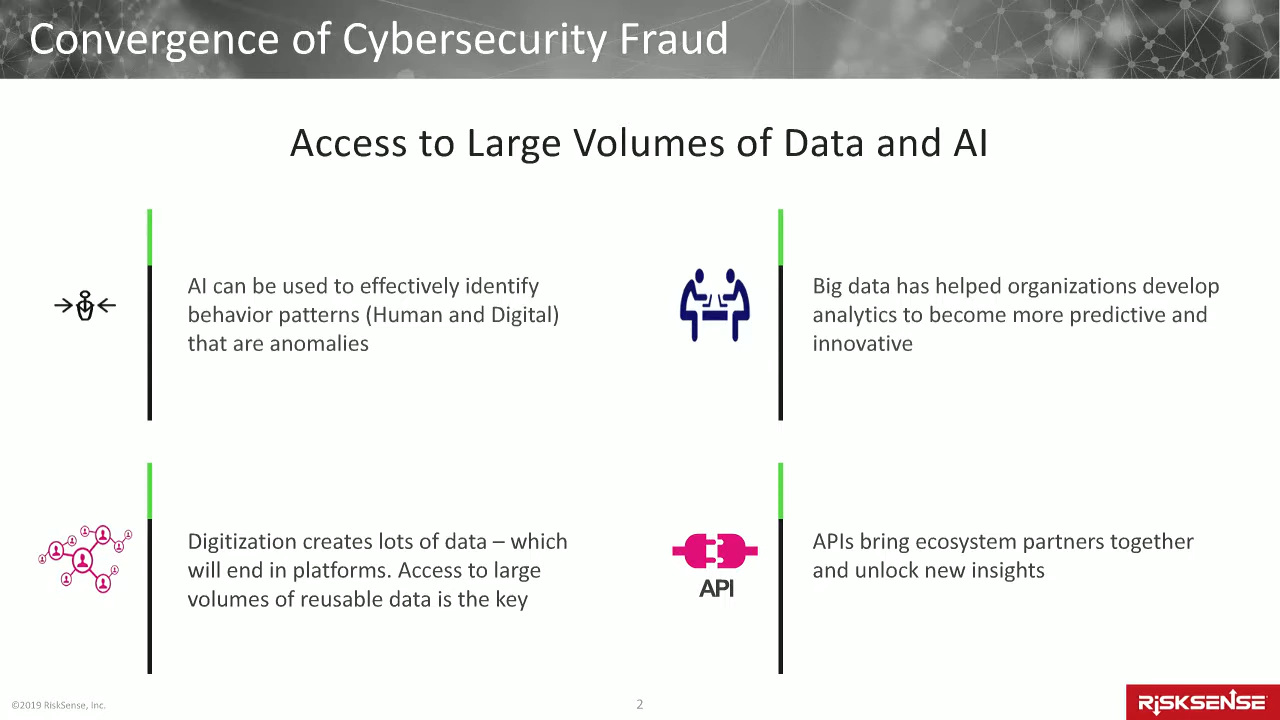 Convergence of Cybersecurity Fraud
Access to Large Volumes of Data and AI
AI can be used to effectively identify
behavior patterns (Human and Digital)
that are anomalies
Big data has helped organizations develop
analytics to become more predictive and
innovative
Digitization creates lots of data – which
will end in platforms. Access to large
volumes of reusable data is the key
API
APIs bring ecosystem partners together
and unlock new insights
©2019 RiskSense, Inc.
2
RiSKSENSE